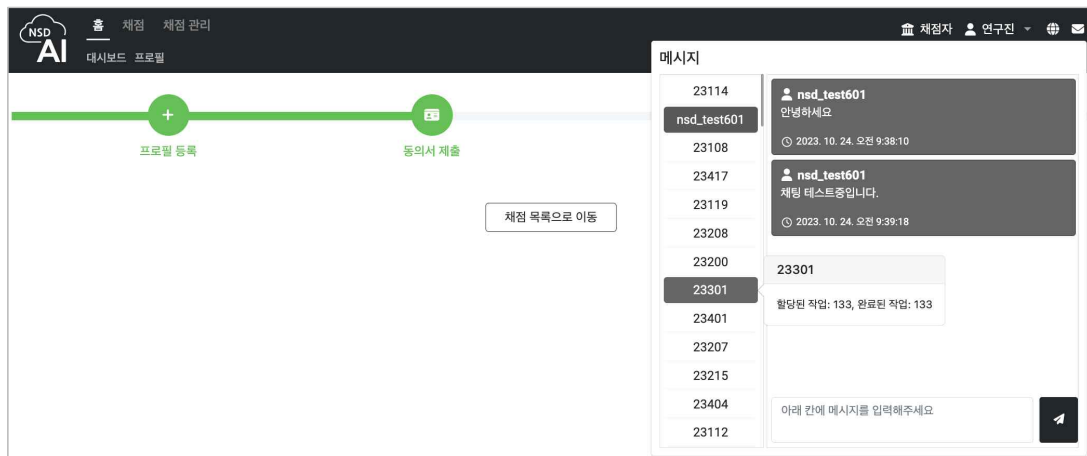 NSD
AI
홈 채점 채점 관리
채점자 연구진
대시보드 프로필
프로필 등록
동의서 제출
채점 목록으로 이동
메시지
23114
nsd_test601
23108
23417
23119
23208
23200
23301
23401
23207
23215
23404
23112
nsd_test601
안녕하세요
2023. 10. 24. 오전 9:38:10
nsd_test601
채팅 테스트중입니다.
2023. 10. 24. 오전 9:39:18
23301
할당된 작업: 133, 완료된 작업: 133
아래 칸에 메시지를 입력해주세요